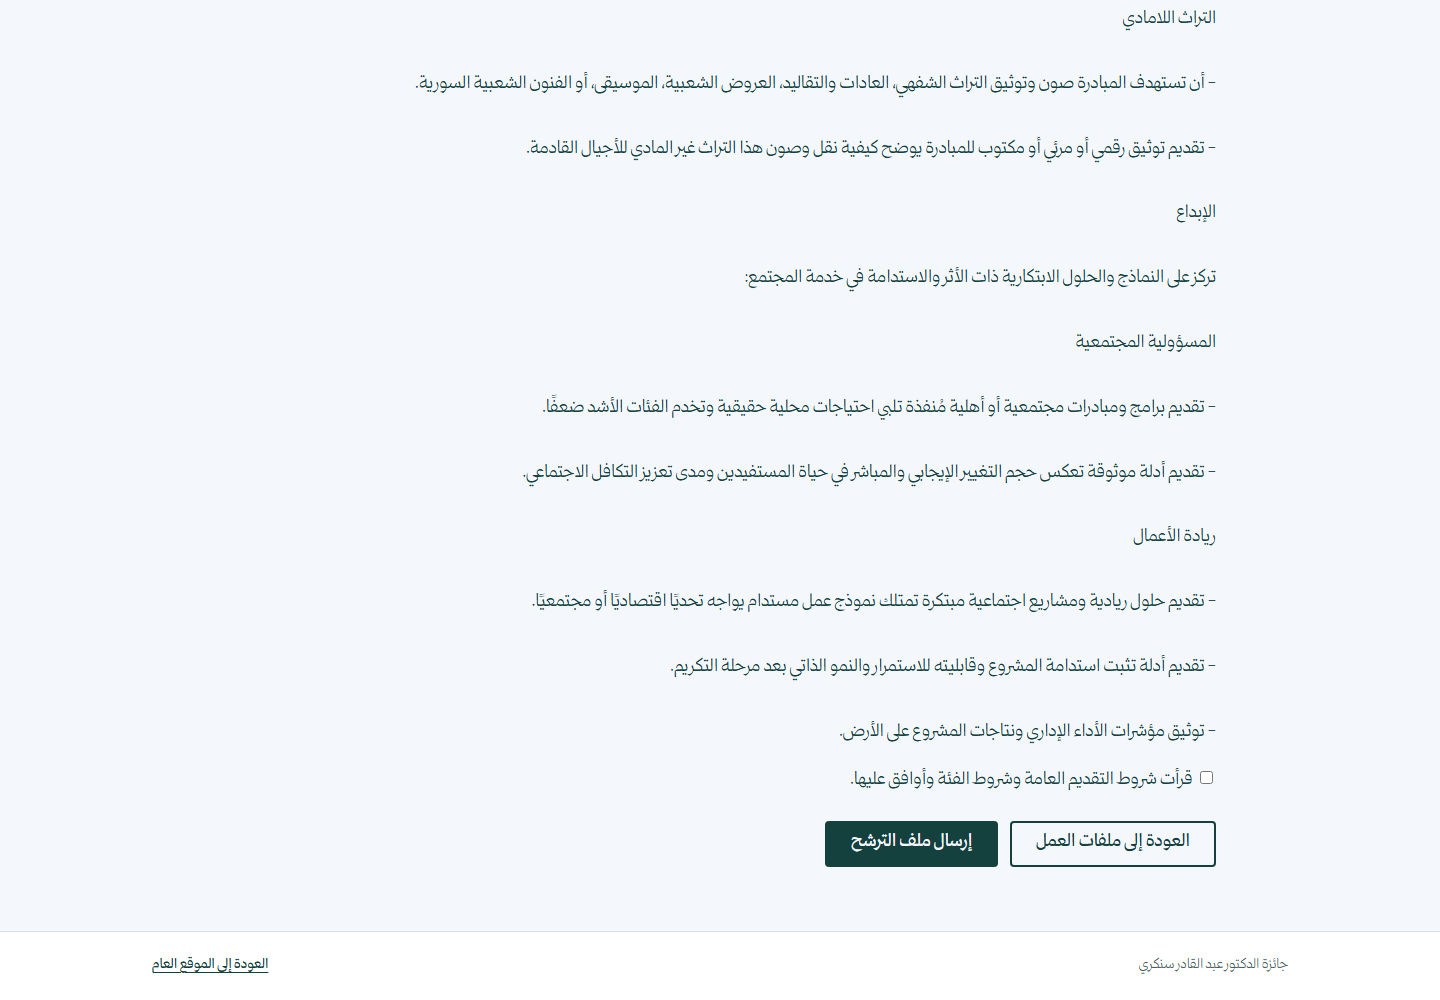 التراث اللامادي
- أن تستهدف المبادرة صون وتوثيق التراث الشفهي، العادات والتقاليد، العروض الشعبية، الموسيقى، أو الفنون الشعبية السورية.
- تقديم توثيق رقمي أو مرئي أو مكتوب للمبادرة يوضح كيفية نقل وصون هذا التراث غير المادي للأجيال القادمة.
الإبداع
تركز على النماذج والحلول الابتكارية ذات الأثر والاستدامة في خدمة المجتمع:
المسؤولية المجتمعية
- تقديم برامج ومبادرات مجتمعية أو أهلية مُنفذة تلبي احتياجات محلية حقيقية وتخدم الفئات الأشد ضعفًا.
- تقديم أدلة موثوقة تعكس حجم التغيير الإيجابي والمباشر في حياة المستفيدين ومدى تعزيز التكافل الاجتماعي.
ريادة الأعمال
- تقديم حلول ريادية ومشاريع اجتماعية مبتكرة تمتلك نموذج عمل مستدام يواجه تحديًا اقتصاديًا أو مجتمعيًا.
- تقديم أدلة تثبت استدامة المشروع وقابليته للاستمرار والنمو الذاتي بعد مرحلة التكريم.
- توثيق مؤشرات الأداء الإداري ونتاجات المشروع على الأرض.
قرأت شروط التقديم العامة وشروط الفئة وأوافق عليها.
العودة إلى ملفات العمل
إرسال ملف الترشح
جائزة الدكتور عبد القادر سنكري
العودة إلى الموقع العام